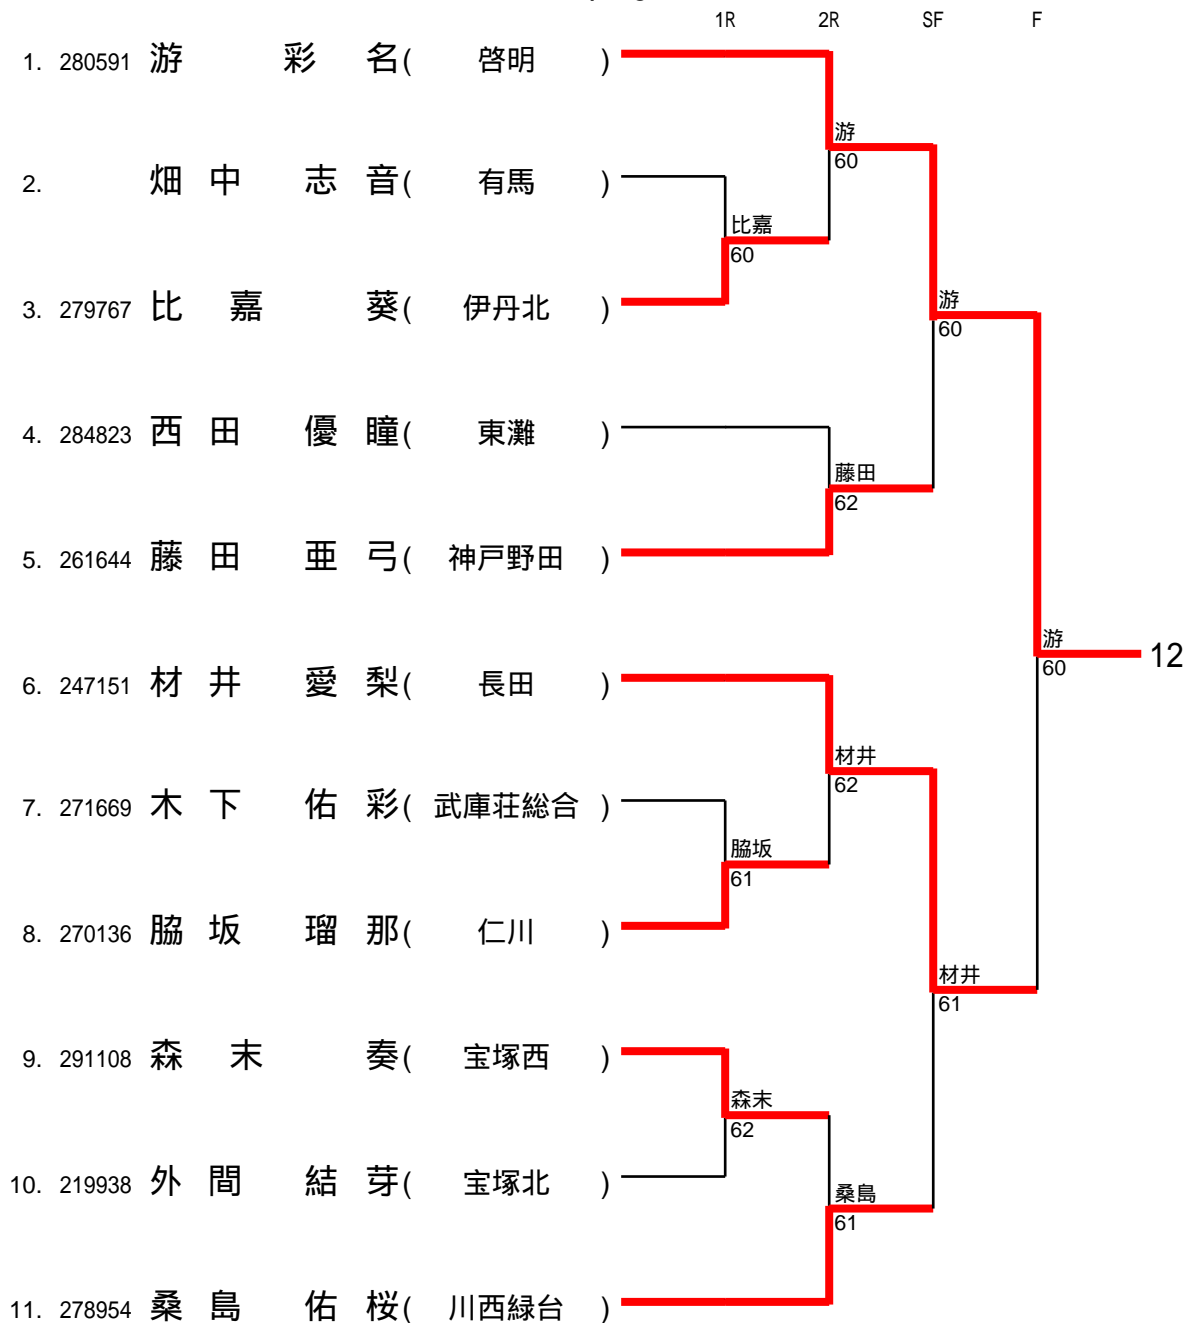 1R 2R SF F
1. 280591 游 彩 名( 啓明 )
游
60
2. 畑 中 志 音( 有馬 )
比嘉
60
3. 279767 比 嘉 葵( 伊丹北 )
游
60
4. 284823 西 田 優 瞳( 東灘 )
藤田
62
5. 261644 藤 田 亜 弓( 神戸野田 )
游
60
12
6. 247151 材 井 愛 梨( 長田 )
材井
62
7. 271669 木 下 佑 彩( 武庫荘総合 )
脇坂
61
8. 270136 脇 坂 瑠 那( 仁川 )
材井
61
9. 291108 森 末 奏( 宝塚西 )
森末
62
10. 219938 外 間 結 芽( 宝塚北 )
桑島
61
11. 278954 桑 島 佑 桜( 川西緑台 )